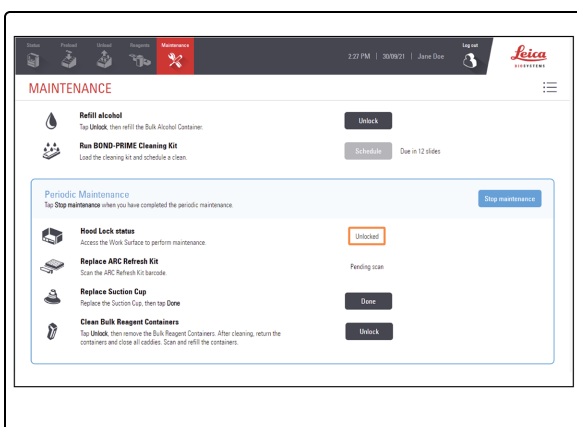 Status Preload Unload Reagents Maintenance
2:27 PM | 30/09/21 | Jane Doe
Log out
Leica
BIOSYSTEMS
MAINTENANCE
Refill alcohol
Tap Unlock, then refill the Bulk Alcohol Container.
Unlock
Run BOND-PRIME Cleaning Kit
Load the cleaning kit and schedule a clean.
Schedule Due in 12 slides
Periodic Maintenance
Tap Stop maintenance when you have completed the periodic maintenance.
Stop maintenance
Hood Lock status
Access the Work Surface to perform maintenance.
Unlocked
Replace ARC Refresh Kit
Scan the ARC Refresh Kit barcode.
Pending scan
Replace Suction Cup
Replace the Suction Cup, then tap Done
Done
Clean Bulk Reagent Containers
Tap Unlock, then remove the Bulk Reagent Containers. After cleaning, return the
containers and close all caddies. Scan and refill the containers.
Unlock